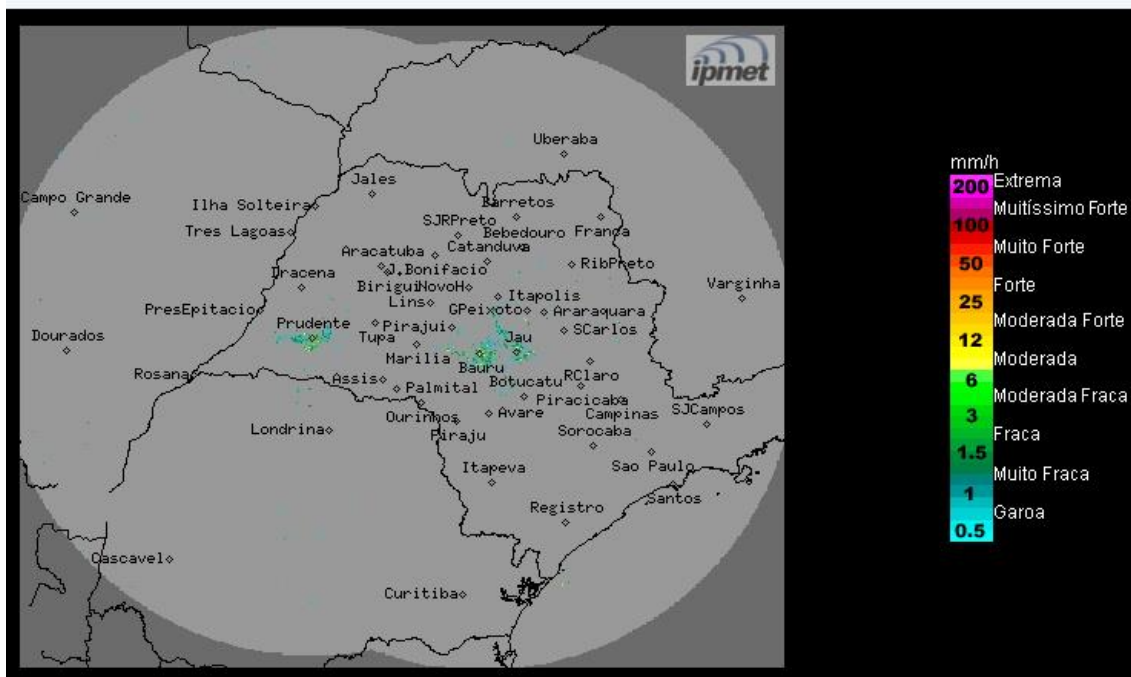 ipmet
Uberaba
Jales
Campo Grande
Ilha Solteira
Barretos
SJRPreto
Tres Lagoas
Bebedouro Franca
Aracatuba
Catanduva
J.Bonifacio
RibPreto
Dracena
Birigui NovoH
Varginha
Lins
Itapolis
PresEpitacio
GPeixoto
Araraquara
Prudente
Pirajui
SCarlos
Dourados
Tupa
Jau
Marilia
Bauru
Rosana
Assis
Botucatu
RClaro
Palmital
Piracicaba
Ourinhos
Avare
Campinas
SJCampos
Londrina
Piraju
Sorocaba
Itapeva
Sao Paulo
Santos
Registro
Cascavel
Curitiba
mm/h
200 Extrema
Muitíssimo Forte
100
Muito Forte
50
Forte
25
Moderada Forte
12
Moderada
6
Moderada Fraca
3
Fraca
1.5
Muito Fraca
1
Garoa
0.5